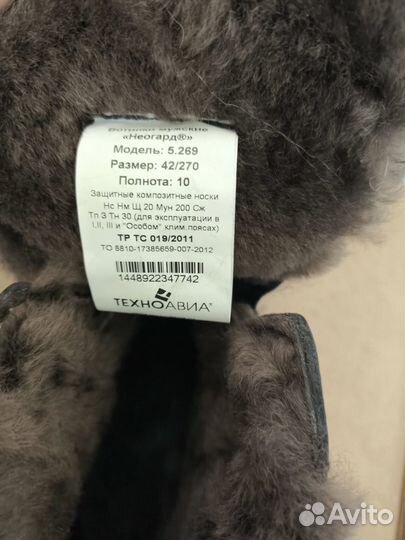 Ботинки мужские
«Неогард®»
Модель: 5.269
Размер: 42/270
Полнота: 10
Защитные композитные носки
Нс Нм Щ 20 Мун 200 Сж
Тп З Тн 30 (для эксплуатации в
I,II, III и "Особом" клим.поясах)
ТР ТС 019/2011
ТО 8810-17385659-007-2012
1448922347742
ТЕХНОАВИА®
Avito